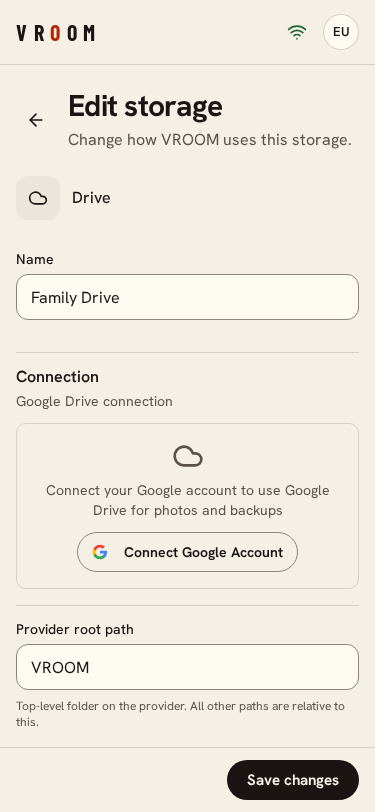 VROOM
EU
Edit storage
Change how VROOM uses this storage.
Drive
Name
Family Drive
Connection
Google Drive connection
Connect your Google account to use Google
Drive for photos and backups
Connect Google Account
Provider root path
VROOM
Top-level folder on the provider. All other paths are relative to
this.
Save changes